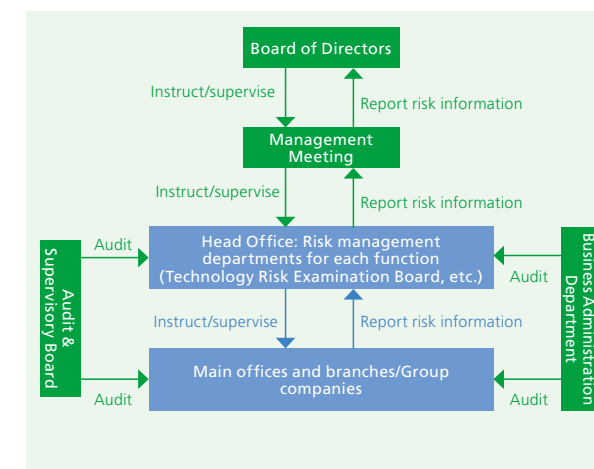 Board of Directors
Instruct/supervise
Report risk information
Management
Meeting
Instruct/supervise
Report risk information
Audit
Head Office: Risk management
departments for each function
(Technology Risk Examination Board, etc.)
Audit
Audit &
Supervisory Board
Business Administration
Department
Instruct/supervise
Report risk information
Main offices and branches/Group
companies
Audit
Audit